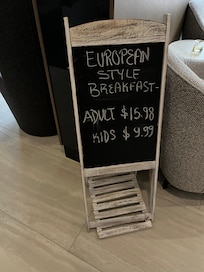 EUROPEAN
STYLE
BREAKFAST-
ADULT $15.98
KIDS $9.99